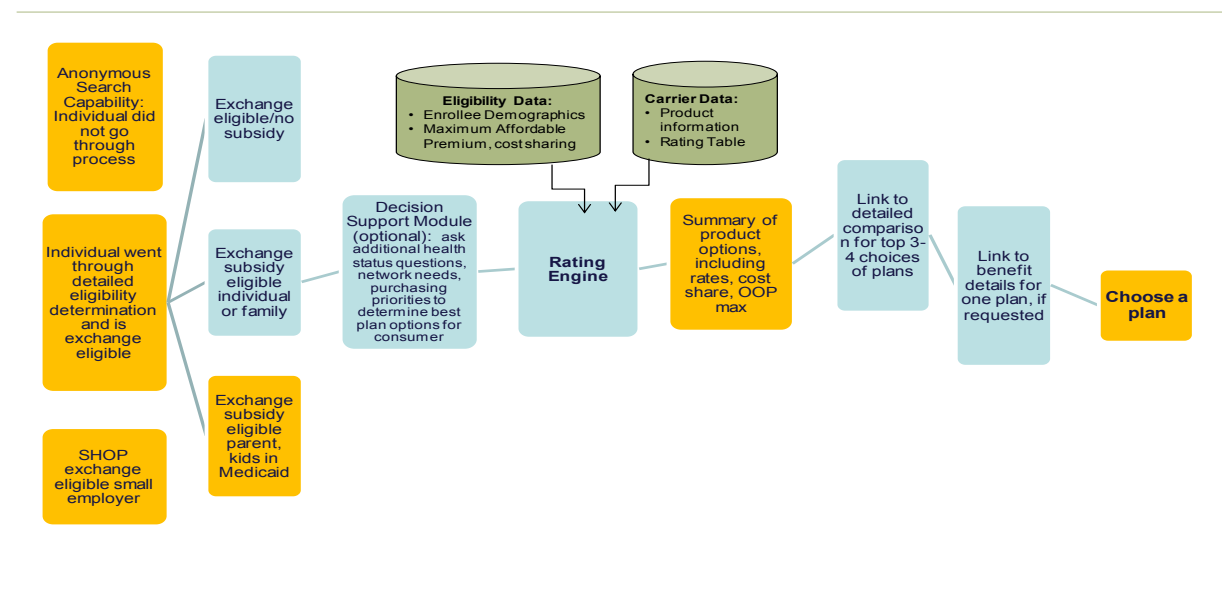 Anonymous
Search
Capability:
Individual did
not go
through
process
Individual went
through
detailed
eligibility
determination
and is
exchange
eligible
SHOP
exchange
eligible small
employer
Exchange
eligible/no
subsidy
Exchange
subsidy
eligible
individual
or family
Exchange
subsidy
eligible
parent,
kids in
Medicaid
Decision
Support Module
(optional): ask
additional health
status questions,
network needs,
purchasing
priorities to
determine best
plan options for
consumer
Eligibility Data:
• Enrollee Demographics
• Maximum Affordable
Premium, cost sharing
Carrier Data:
• Product
information
• Rating Table
Rating
Engine
Summary of
product
options,
including
rates, cost
share, OOP
max
Link to
detailed
compariso
n for top 3-
4 choices
of plans
Link to
benefit
details for
one plan, if
requested
Choose a
plan